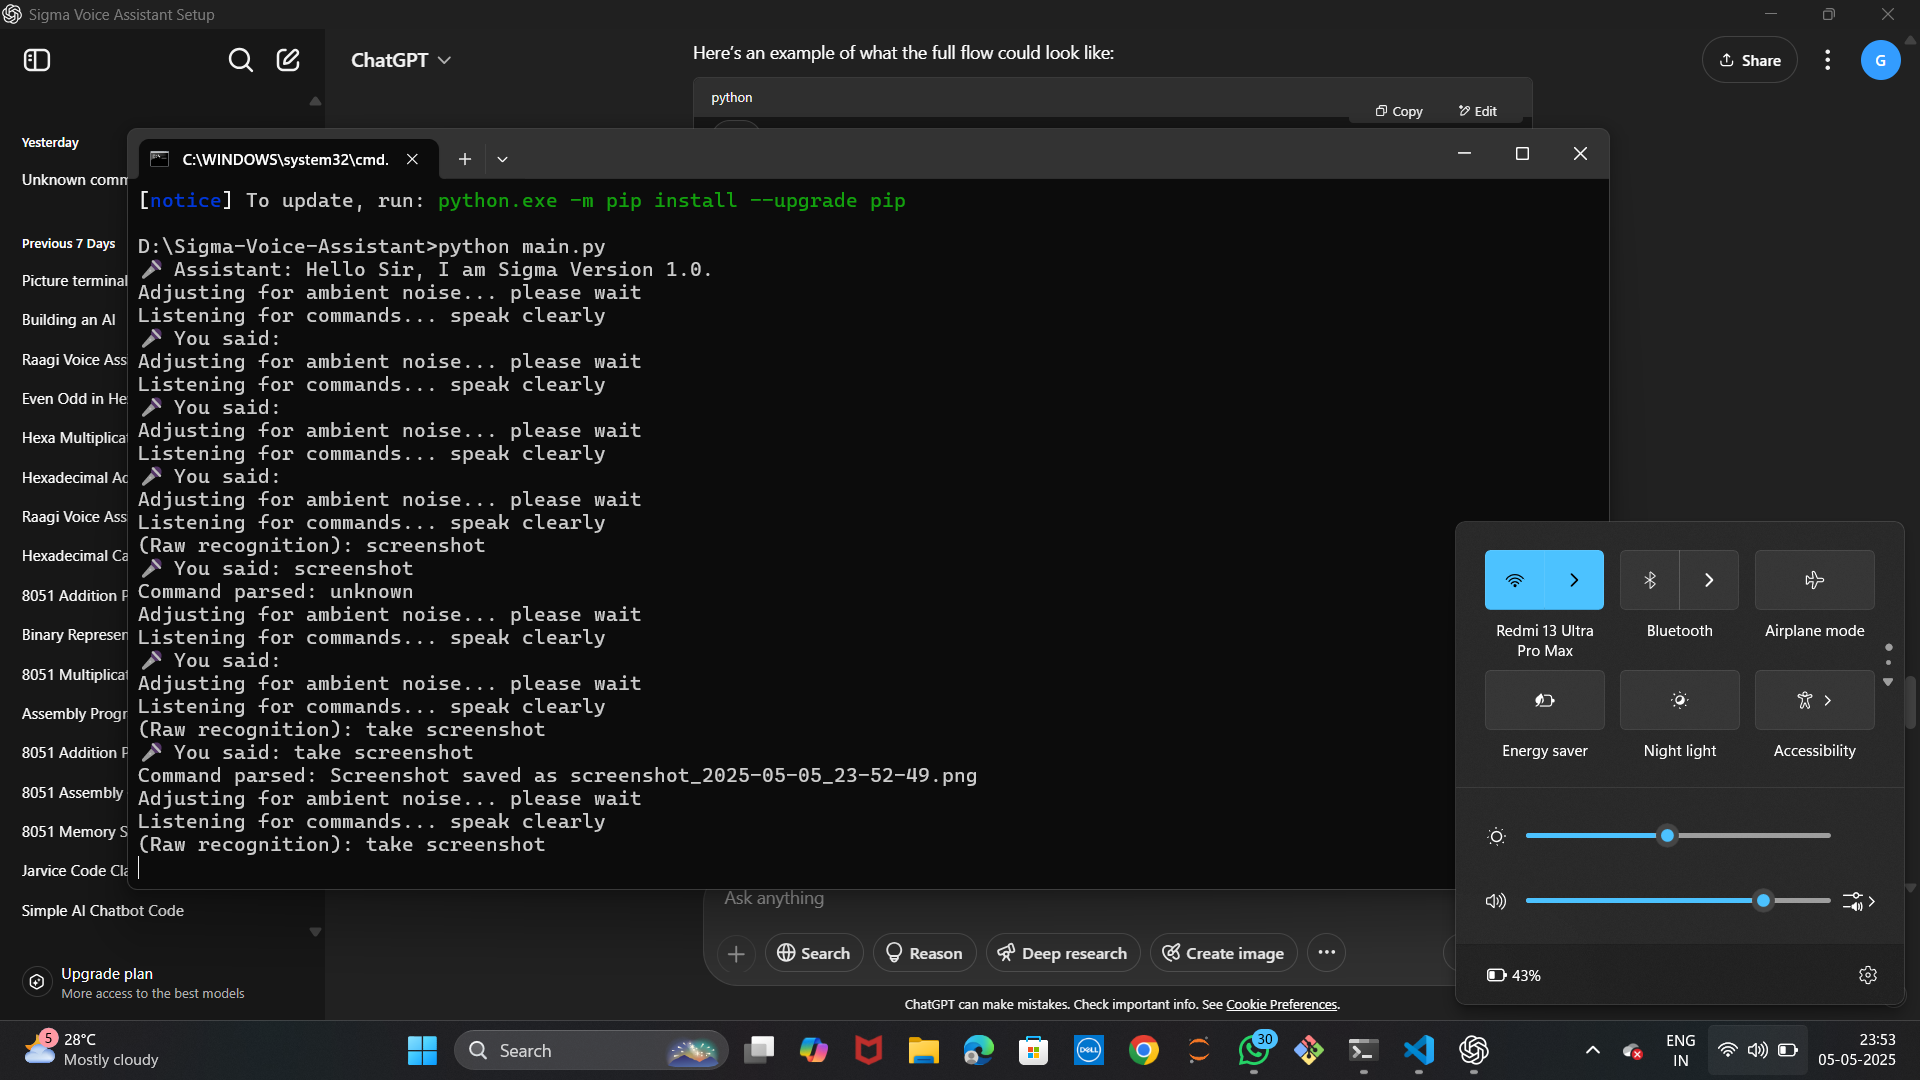 Sigma Voice Assistant Setup
ChatGPT
Here's an example of what the full flow could look like:
Share
G
python
Copy
Edit
Yesterday
Unknown comm
Previous 7 Days
Picture terminal
Building an AI
Raagi Voice Ass
Even Odd in He
Hexa Multiplicat
Hexadecimal Ad
Raagi Voice Ass
Hexadecimal Ca
8051 Addition P
Binary Represen
8051 Multiplicat
Assembly Progr
8051 Addition P
8051 Assembly
8051 Memory S
Jarvice Code Cla
Simple AI Chatbot Code
Upgrade plan
More access to the best models
C:\WINDOWS\system32\cmd.
[notice] To update, run: python.exe -m pip install --upgrade pip
D:\Sigma-Voice-Assistant>python main.py
🎤 Assistant: Hello Sir, I am Sigma Version 1.0.
Adjusting for ambient noise... please wait
Listening for commands... speak clearly
🎤 You said:
Adjusting for ambient noise... please wait
Listening for commands... speak clearly
🎤 You said:
Adjusting for ambient noise... please wait
Listening for commands... speak clearly
🎤 You said:
Adjusting for ambient noise... please wait
Listening for commands... speak clearly
(Raw recognition): screenshot
🎤 You said: screenshot
Command parsed: unknown
Adjusting for ambient noise... please wait
Listening for commands... speak clearly
🎤 You said:
Adjusting for ambient noise... please wait
Listening for commands... speak clearly
(Raw recognition): take screenshot
🎤 You said: take screenshot
Command parsed: Screenshot saved as screenshot_2025-05-05_23-52-49.png
Adjusting for ambient noise... please wait
Listening for commands... speak clearly
(Raw recognition): take screenshot
Redmi 13 Ultra
Pro Max
Bluetooth
Airplane mode
Energy saver
Night light
Accessibility
43%
Ask anything
Search
Reason
Deep research
Create image
ChatGPT can make mistakes. Check important info. See Cookie Preferences.
5
28°C
Mostly cloudy
Search
DELL
30
ENG
IN
23:53
05-05-2025